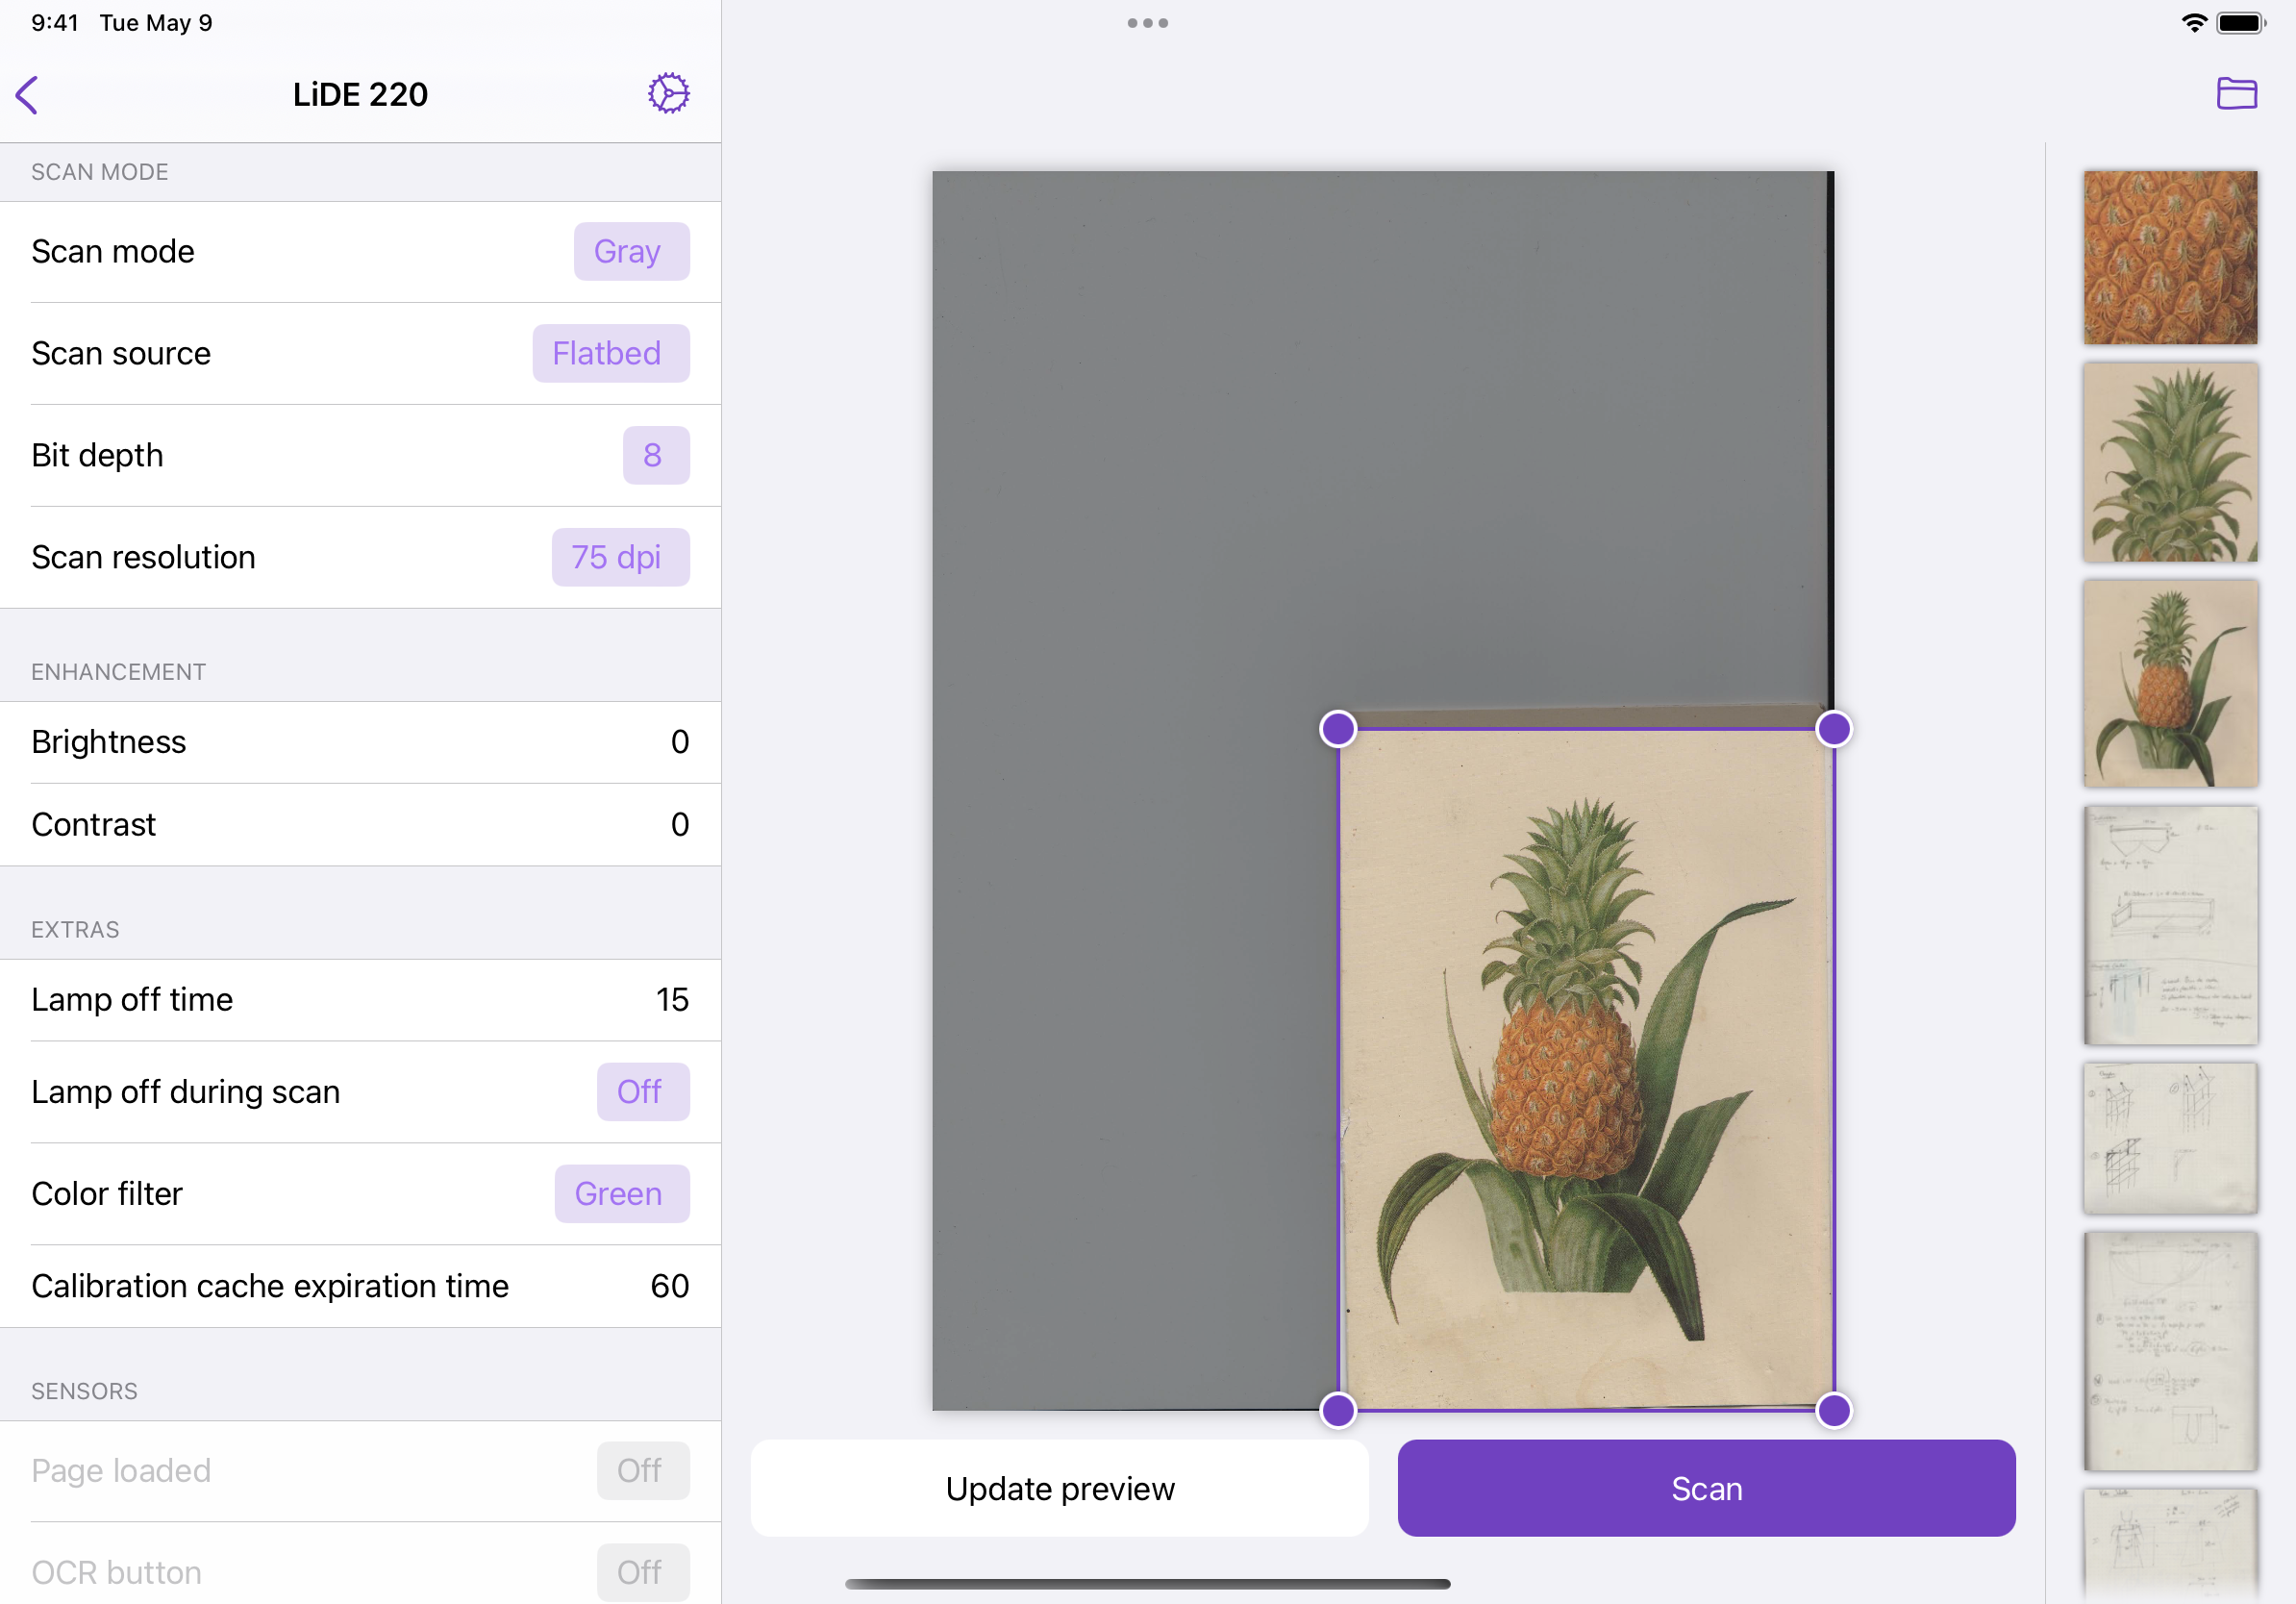 9:41 Tue May 9
LiDE 220
SCAN MODE
Scan mode Gray
Scan source Flatbed
Bit depth 8
Scan resolution 75 dpi
ENHANCEMENT
Brightness 0
Contrast 0
EXTRAS
Lamp off time 15
Lamp off during scan Off
Color filter Green
Calibration cache expiration time 60
SENSORS
Page loaded Off
OCR button Off
Update preview
Scan